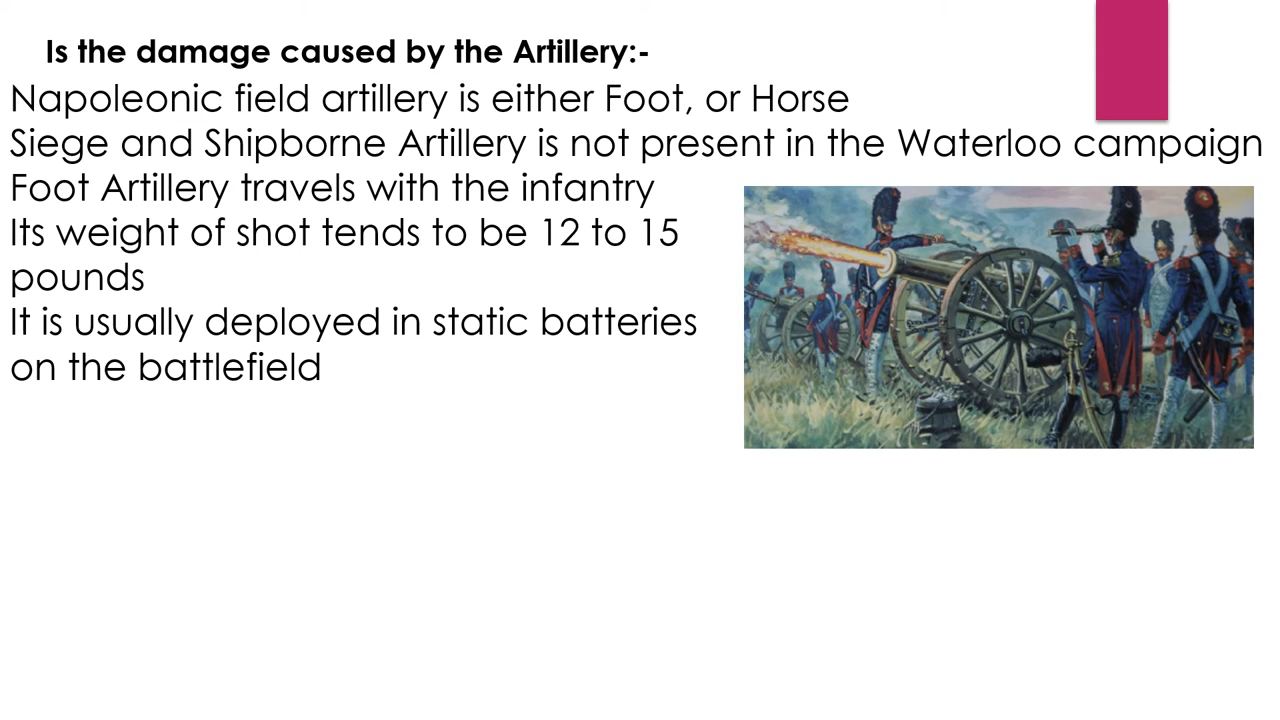 Is the damage caused by the Artillery:-
Napoleonic field artillery is either Foot, or Horse
Siege and Shipborne Artillery is not present in the Waterloo campaign
Foot Artillery travels with the infantry
Its weight of shot tends to be 12 to 15
pounds
It is usually deployed in static batteries
on the battlefield